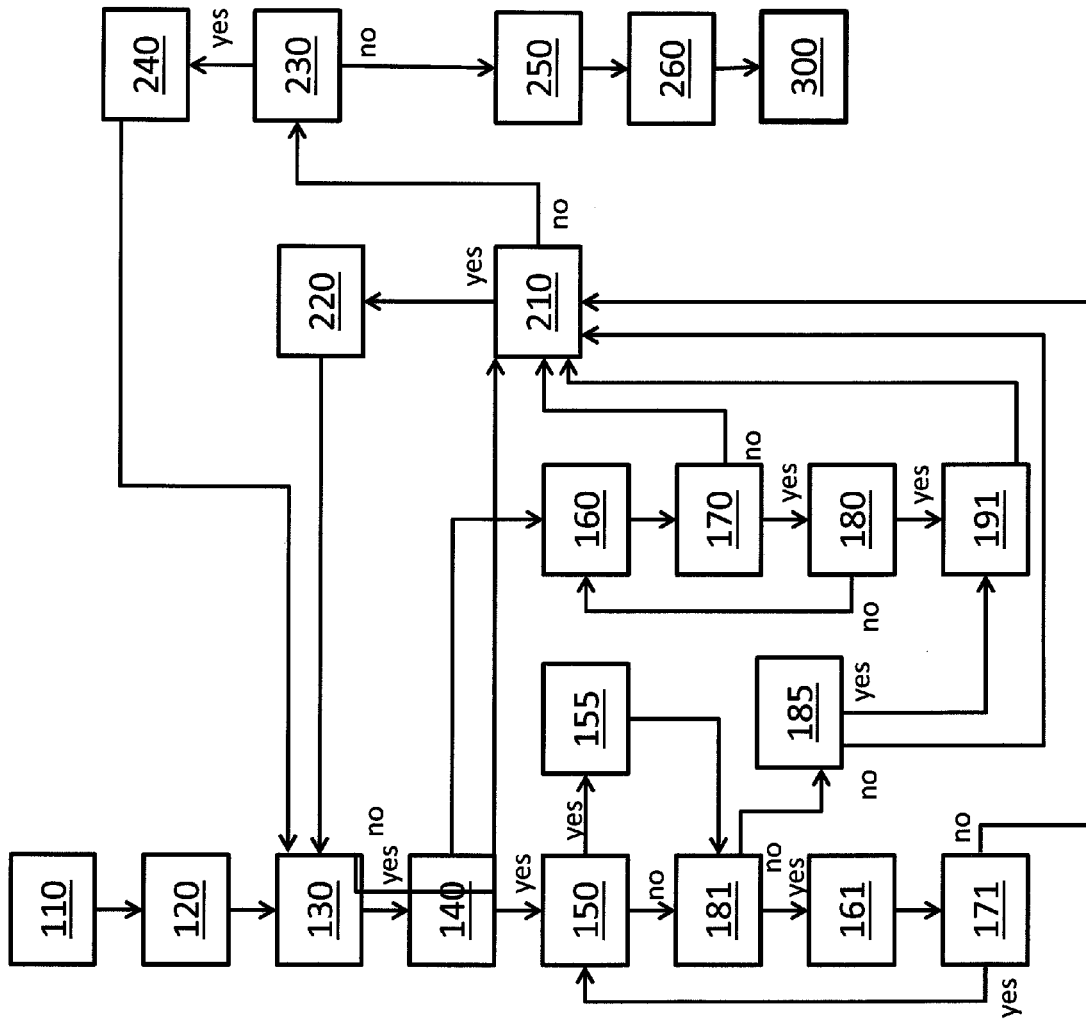 110
120
130
no
yes
140
yes
150
yes
no
155
181
no
yes
161
171
yes
no
185
yes
no
160
170
no
yes
180
no
yes
191
220
yes
210
no
240
yes
230
no
250
260
300